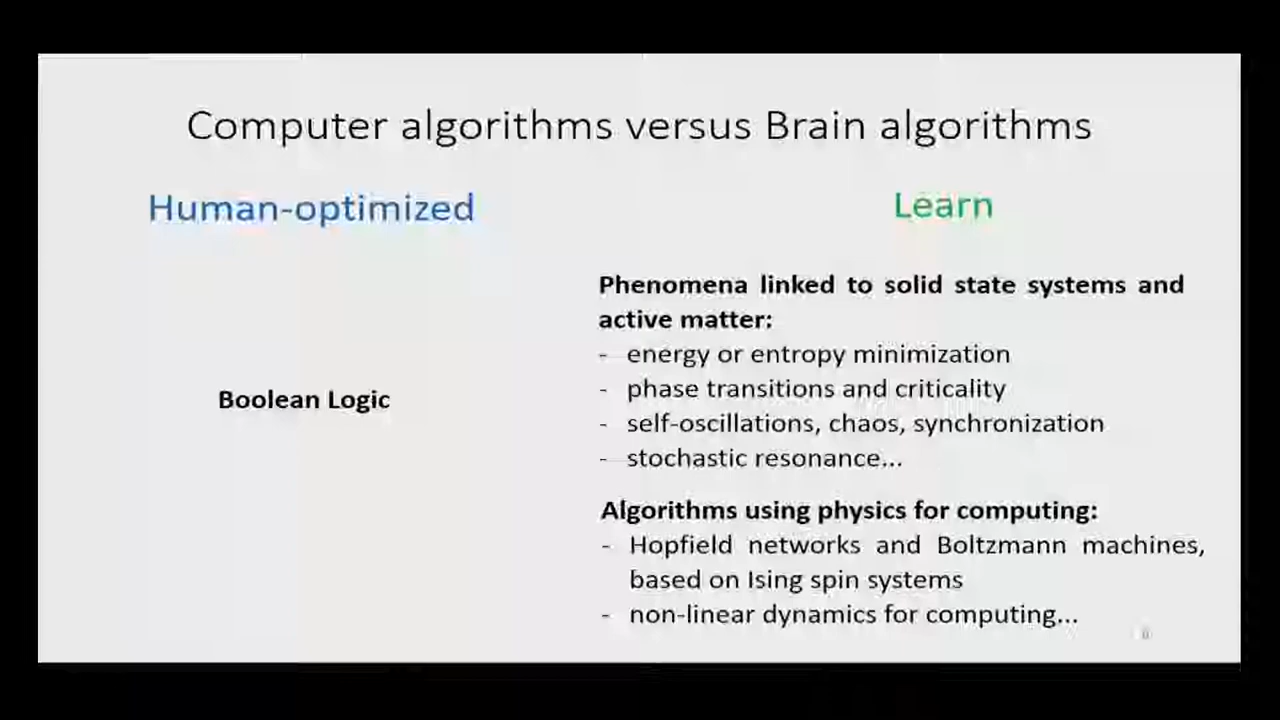 Computer algorithms versus Brain algorithms
Human-optimized
Learn
Boolean Logic
Phenomena linked to solid state systems and
active matter:
- energy or entropy minimization
- phase transitions and criticality
- self-oscillations, chaos, synchronization
- stochastic resonance...
Algorithms using physics for computing:
- Hopfield networks and Boltzmann machines,
based on Ising spin systems
- non-linear dynamics for computing...